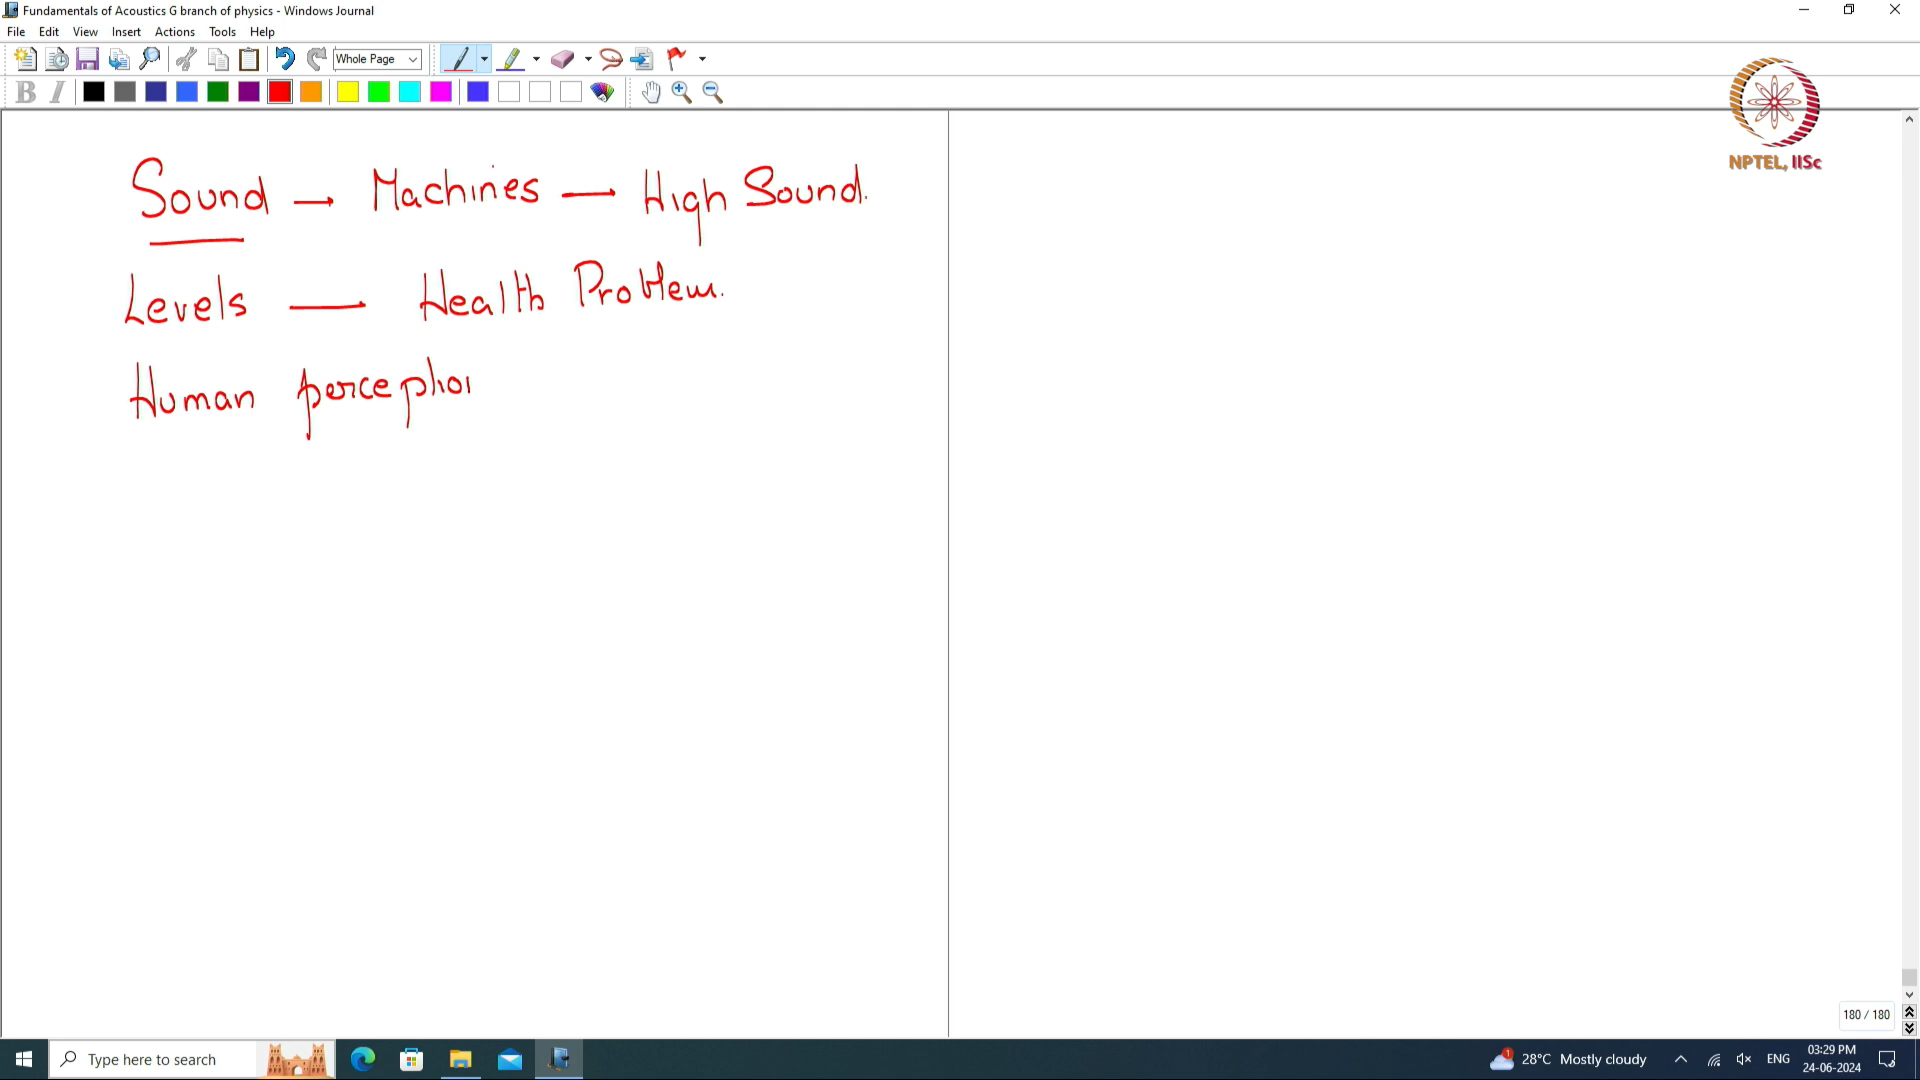 Fundamentals of Acoustics G branch of physics - Windows Journal
File Edit View Insert Actions Tools Help
Whole Page
B I
NPTEL, IISc
Sound → Machines — High Sound.
Levels — Health Problem.
Human perception
180 / 180
Type here to search
1
28°C Mostly cloudy
ENG
03:29 PM
24-06-2024